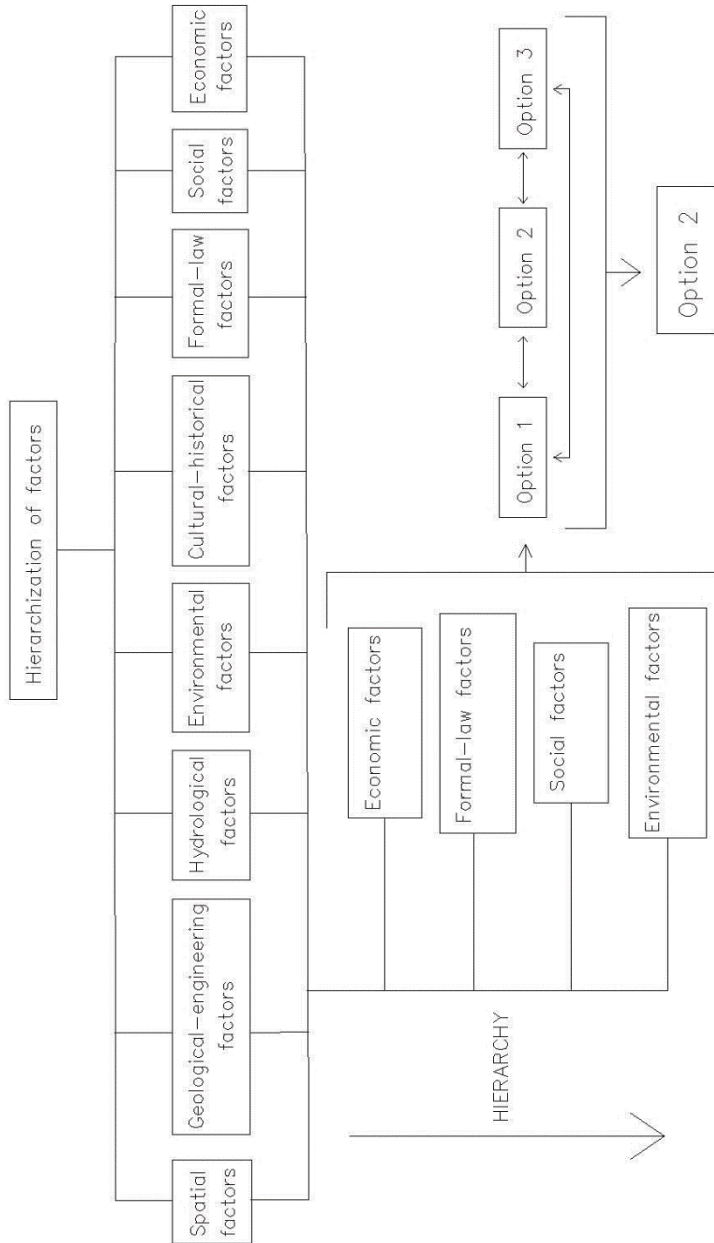 Hierarchization of factors
Spatial
factors
Geological-engineering
factors
Hydrological
factors
Environmental
factors
Cultural-historical
factors
Formal-law
factors
Social
factors
Economic
factors
HIERARCHY
Economic factors
Formal-law factors
Social factors
Environmental factors
Option 1
Option 2
Option 3
Option 2